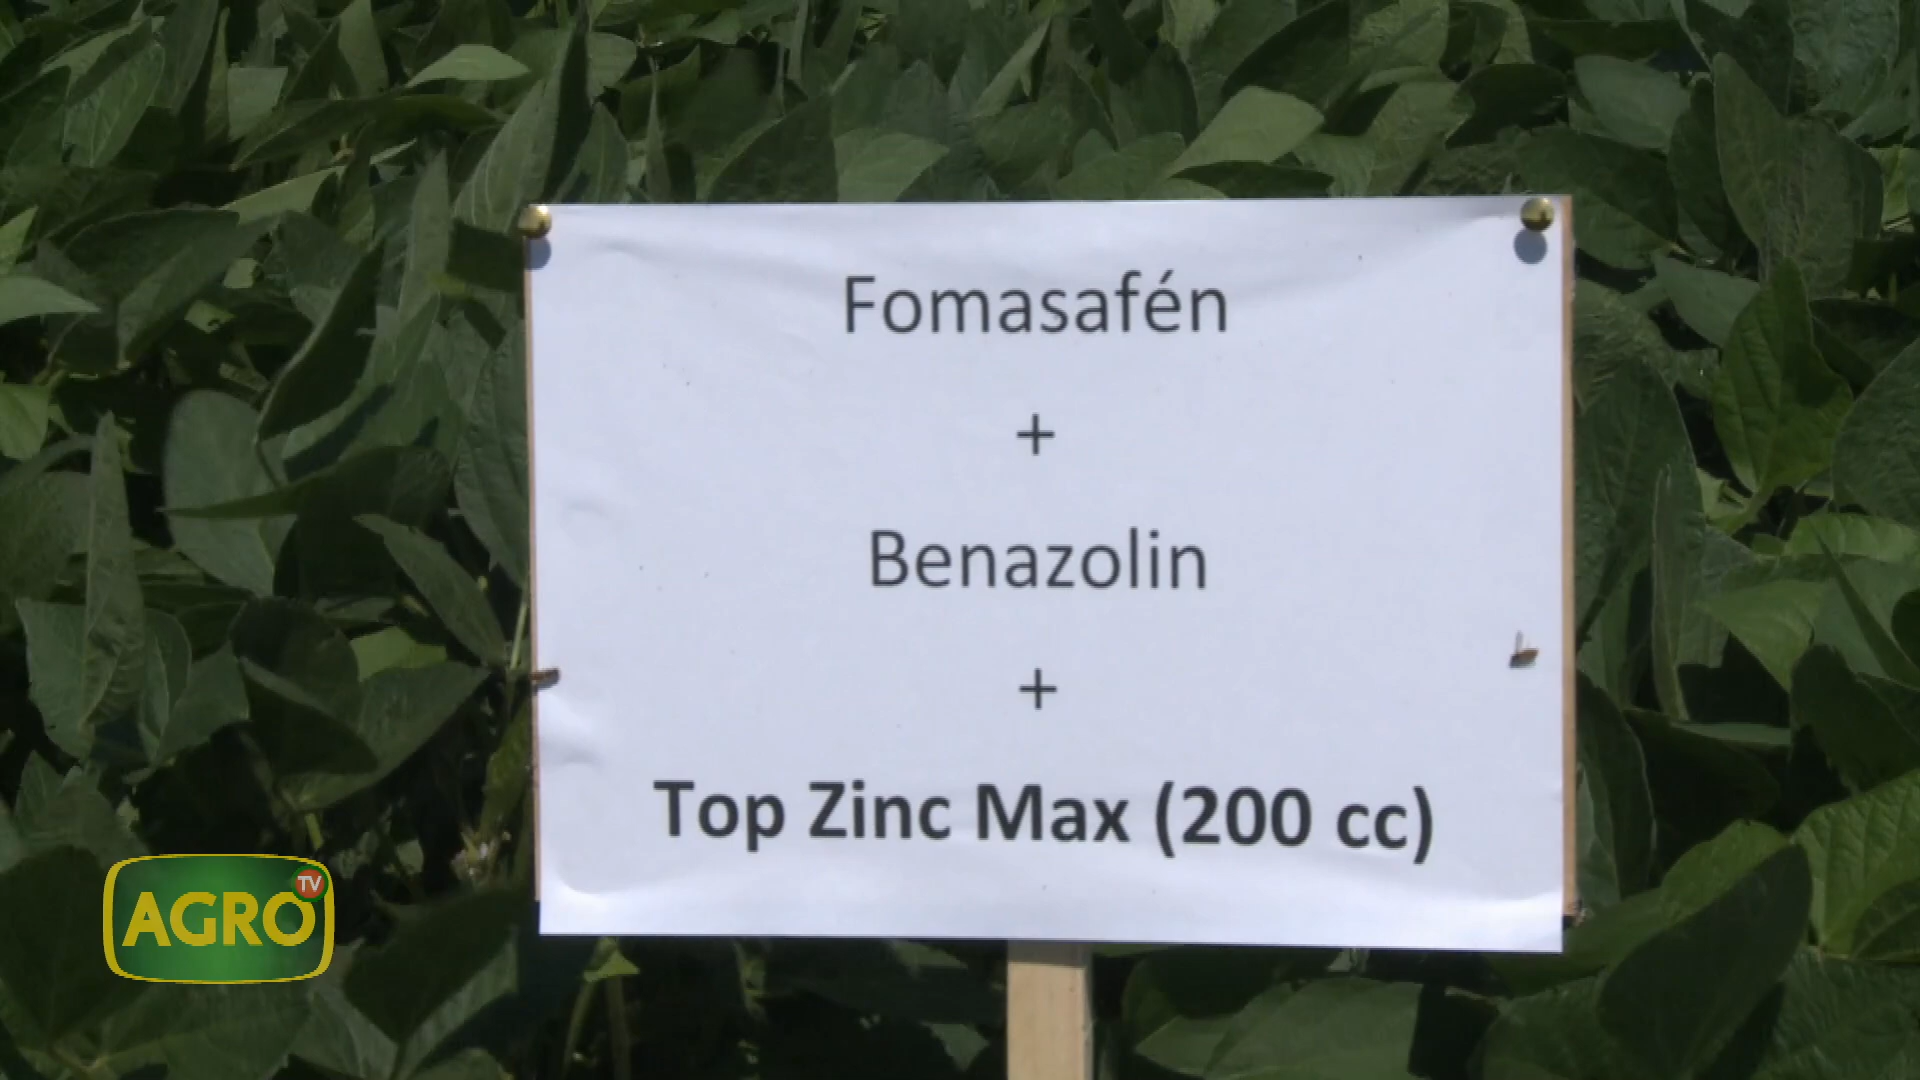 Fomasafén
+
Benazolin
+
Top Zinc Max (200 cc)
AGRO TV